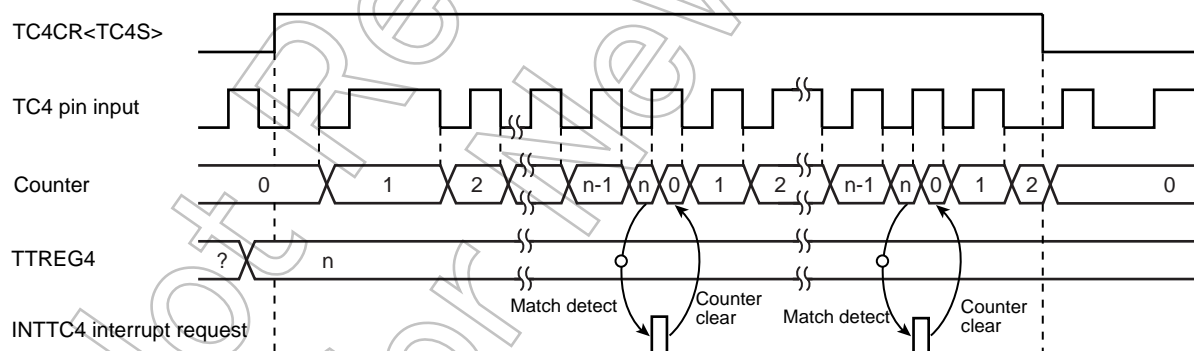 TC4CR<TC4S>
TC4 pin input
Counter
0 1 2 n-1 n 0 1 2 n-1 n 0 1 2 0
TTREG4
? n
Match detect
Counter
clear
Match detect
Counter
clear
INTTC4 interrupt request